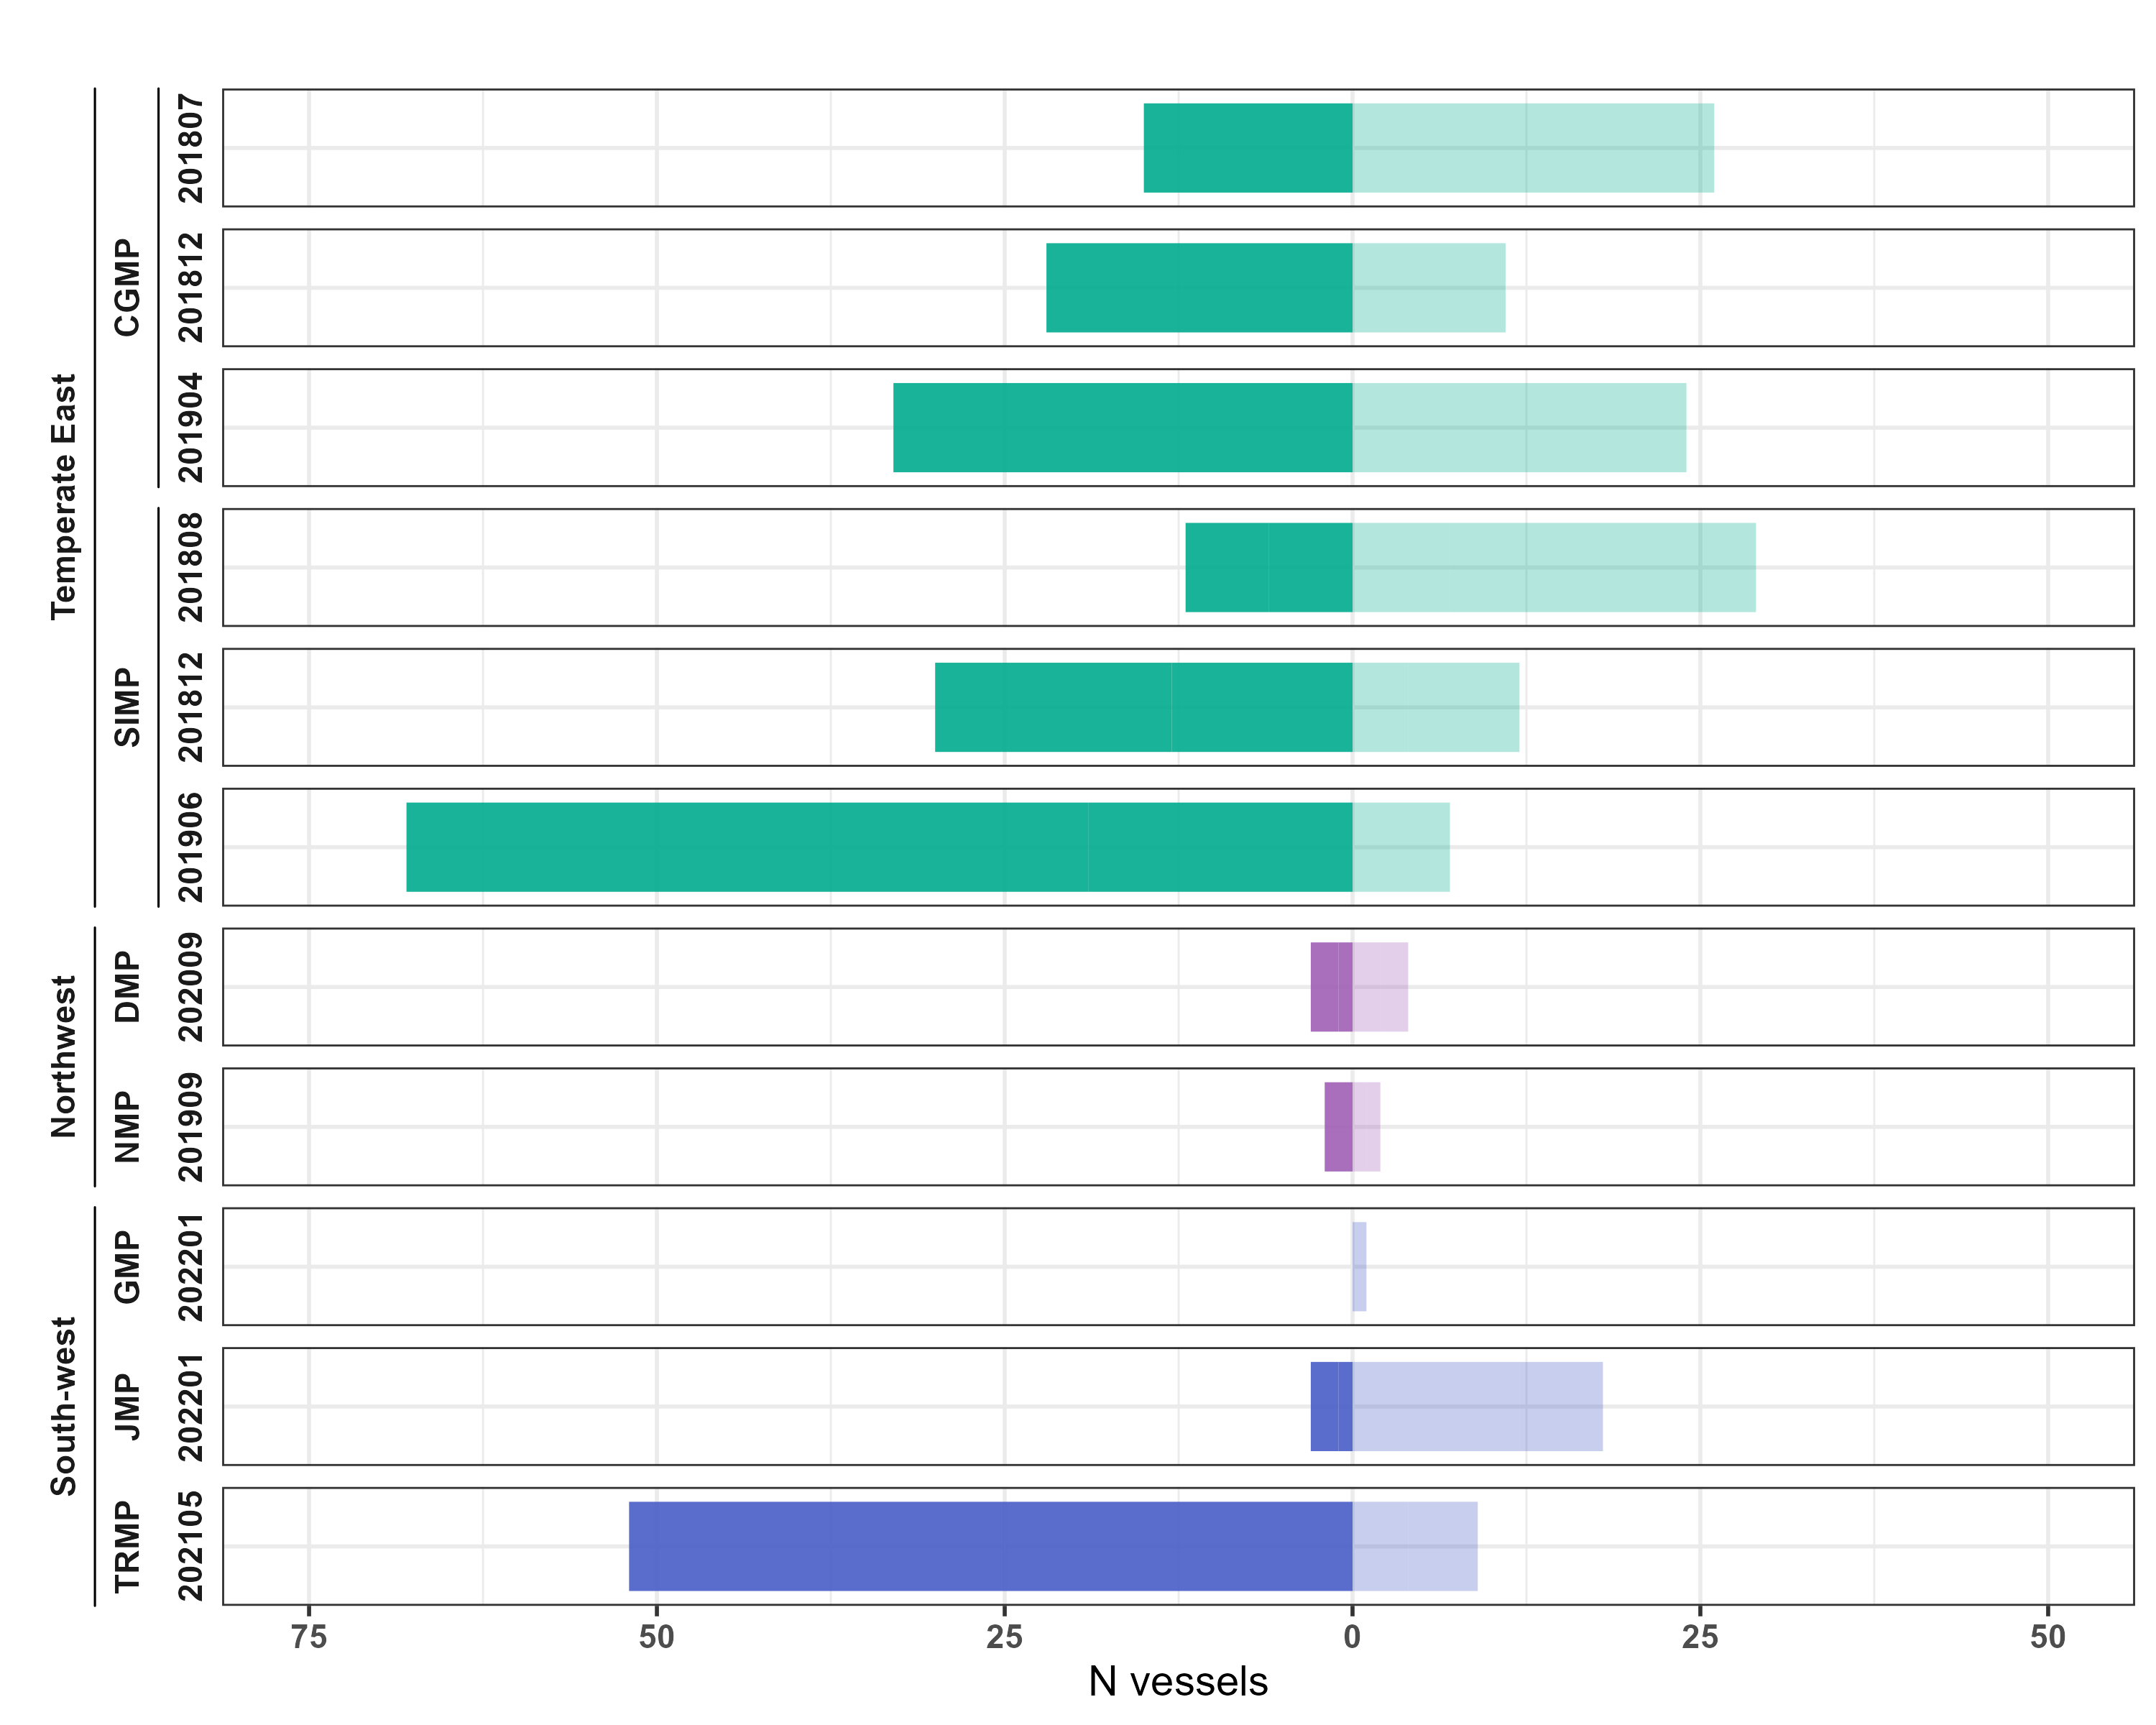 Temperate East
CGMP
201807
201812
201904
SIMP
201808
201812
201906
Northwest
DMP
202009
NMP
201909
South-west
GMP
202201
JMP
202201
TRMP
202105
75 50 25 0 25 50
N vessels